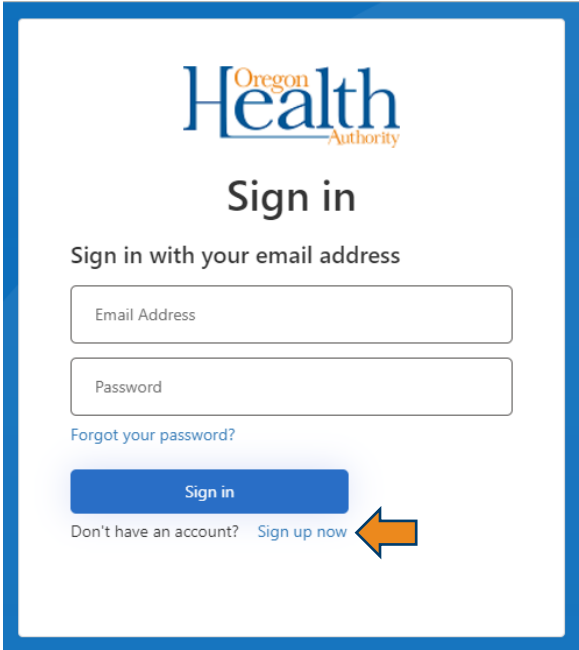 Oregon
Health
Authority
Sign in
Sign in with your email address
Email Address
Password
Forgot your password?
Sign in
Don't have an account? Sign up now